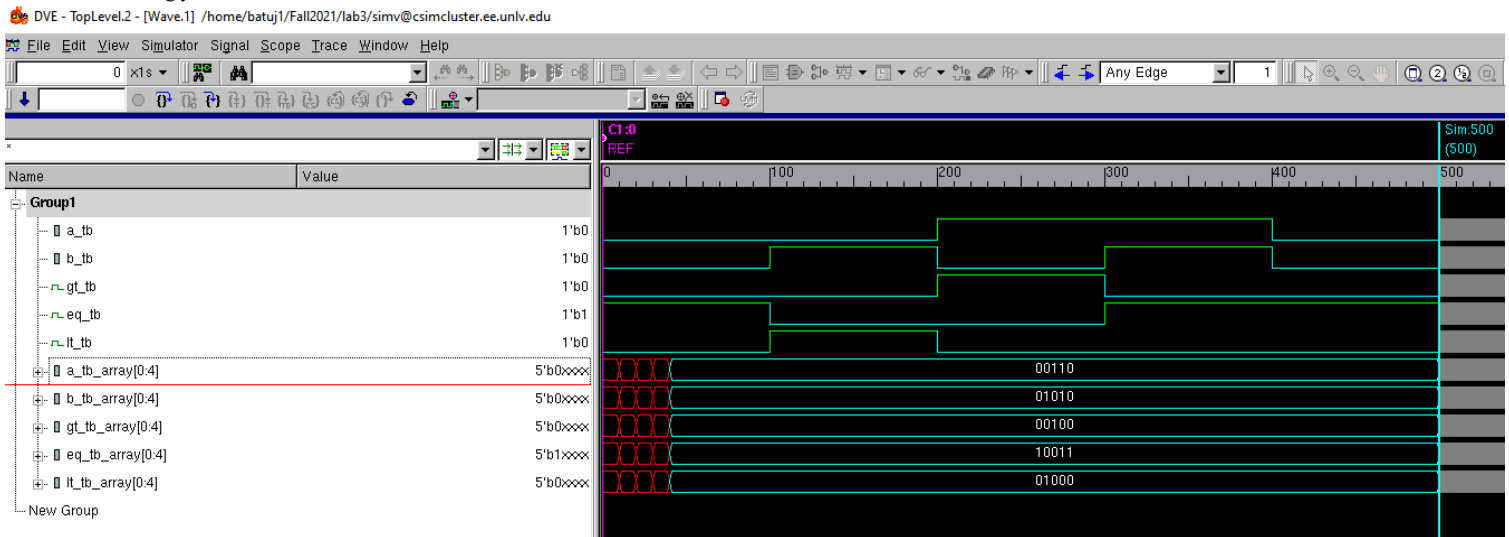 DVE - TopLevel.2 - [Wave.1] /home/batuj1/Fall2021/lab3/simv@csimcluster.ee.unlv.edu
File Edit View Simulator Signal Scope Trace Window Help
0 x1s Any Edge 1
C1:0 Sim:500
REF (500)
*
Name Value 0 100 200 300 400 500
Group1
a_tb 1'b0
b_tb 1'b0
gt_tb 1'b0
eq_tb 1'b1
lt_tb 1'b0
a_tb_array[0:4] 5'b0xxxx 00110
b_tb_array[0:4] 5'b0xxxx 01010
gt_tb_array[0:4] 5'b0xxxx 00100
eq_tb_array[0:4] 5'b1xxxx 10011
lt_tb_array[0:4] 5'b0xxxx 01000
New Group